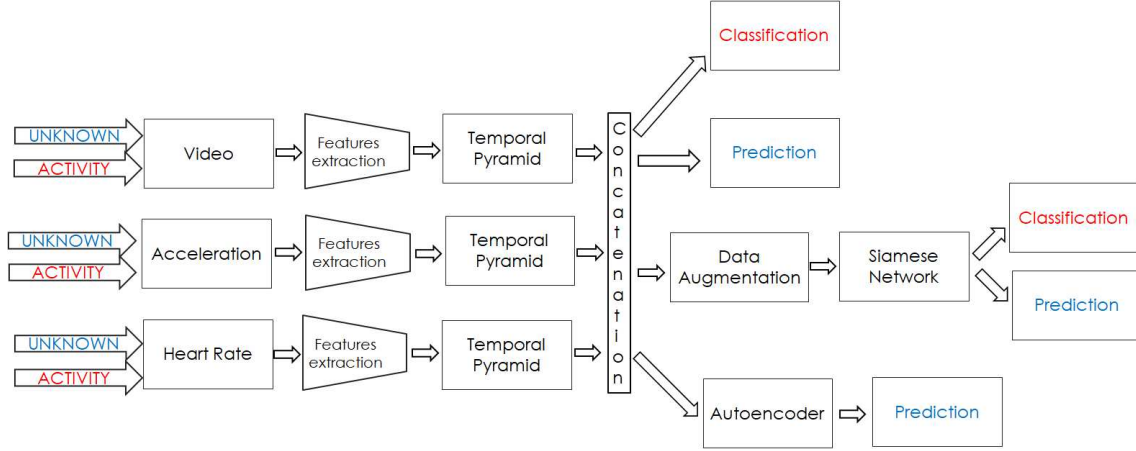 Classification
UNKNOWN
ACTIVITY
Video
Features
extraction
Temporal
Pyramid
Concatenation
Prediction
UNKNOWN
ACTIVITY
Acceleration
Features
extraction
Temporal
Pyramid
Data
Augmentation
Siamese
Network
Classification
Prediction
UNKNOWN
ACTIVITY
Heart Rate
Features
extraction
Temporal
Pyramid
Autoencoder
Prediction